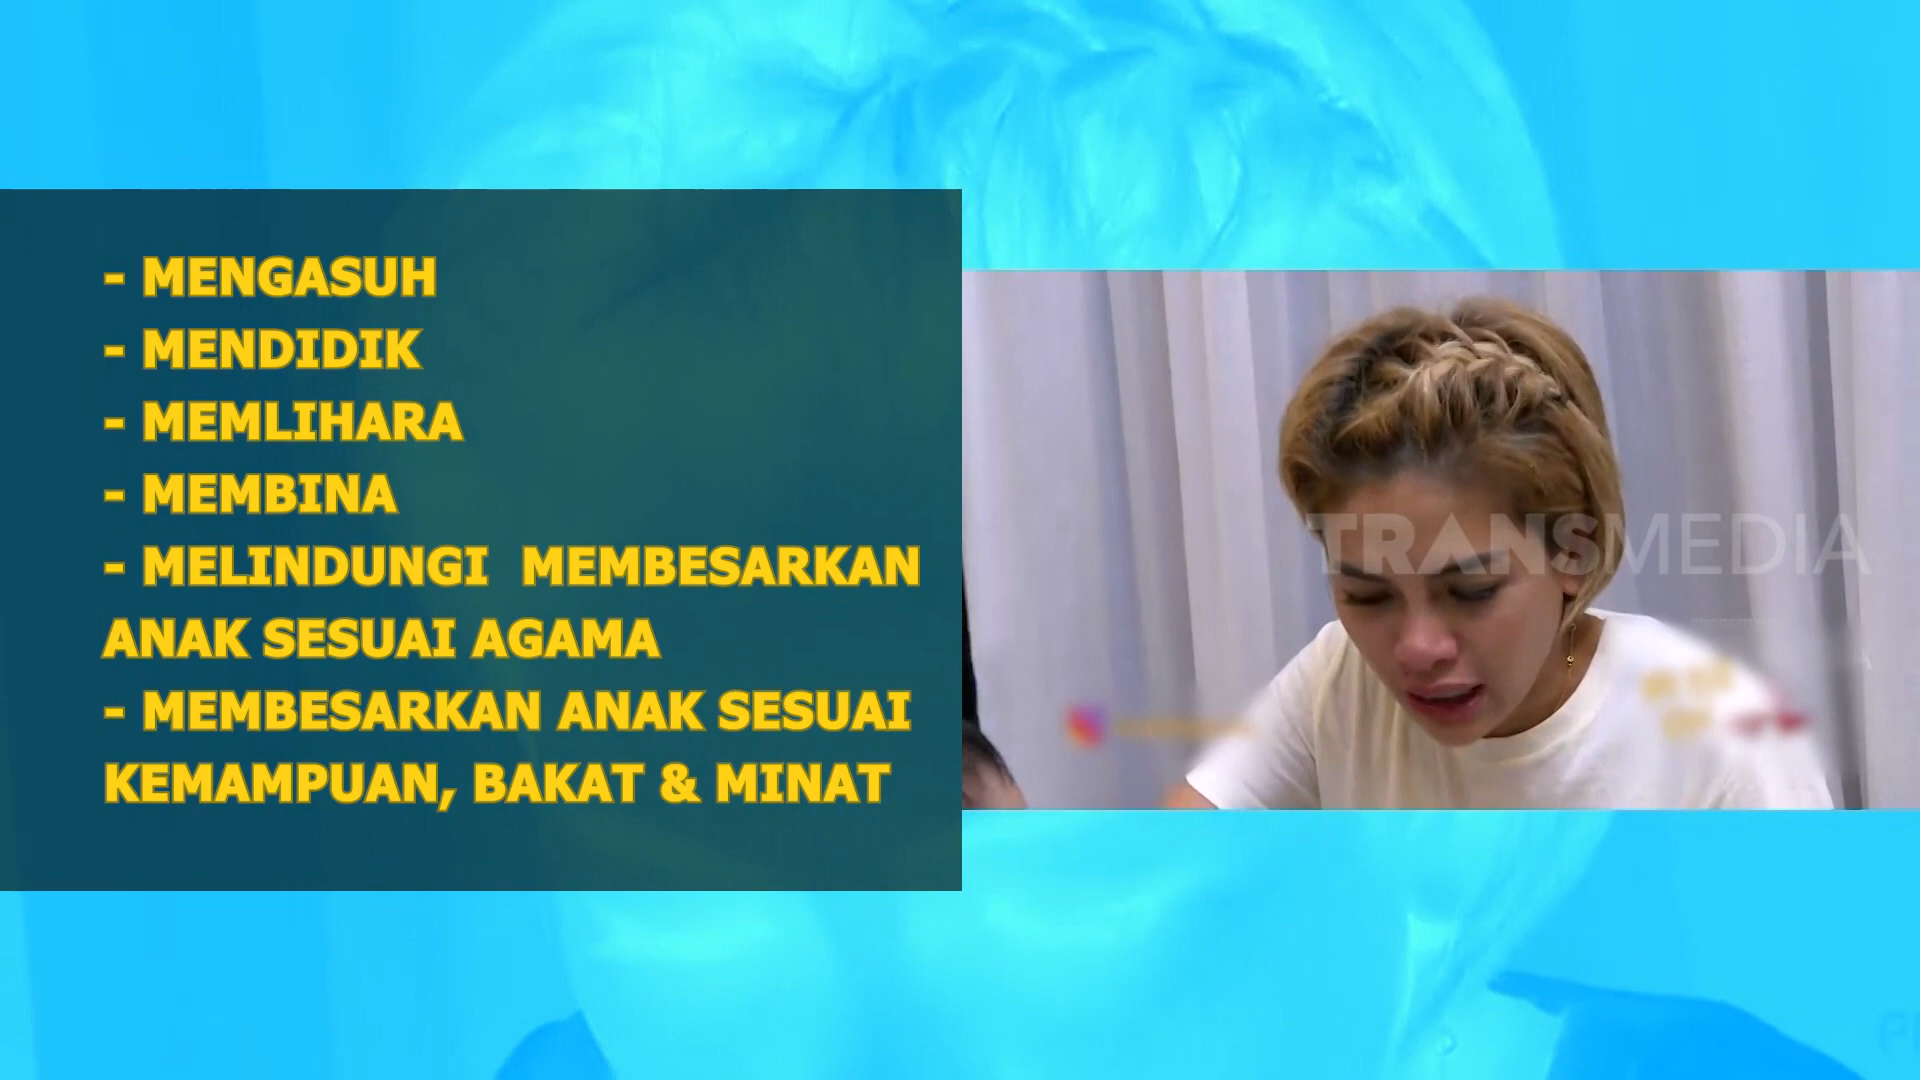 - MENGASUH
- MENDIDIK
- MEMLIHARA
- MEMBINA
- MELINDUNGI MEMBESARKAN
ANAK SESUAI AGAMA
- MEMBESARKAN ANAK SESUAI
KEMAMPUAN, BAKAT & MINAT
TRANSMEDIA